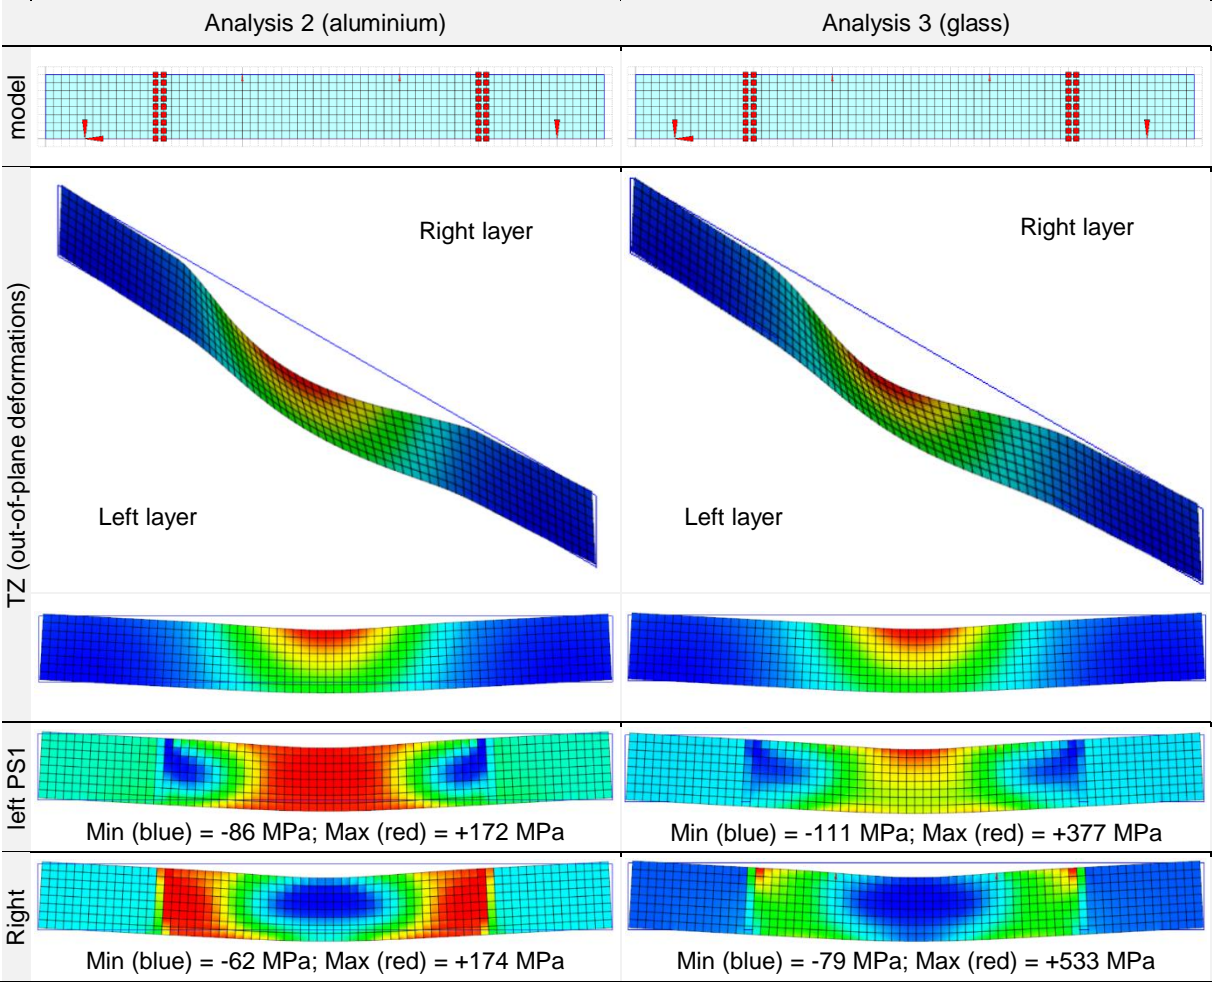 Analysis 2 (aluminium)
Analysis 3 (glass)
model
TZ (out-of-plane deformations)
Right layer
Left layer
Right layer
Left layer
left PS1
Min (blue) = -86 MPa; Max (red) = +172 MPa
Min (blue) = -111 MPa; Max (red) = +377 MPa
Right
Min (blue) = -62 MPa; Max (red) = +174 MPa
Min (blue) = -79 MPa; Max (red) = +533 MPa